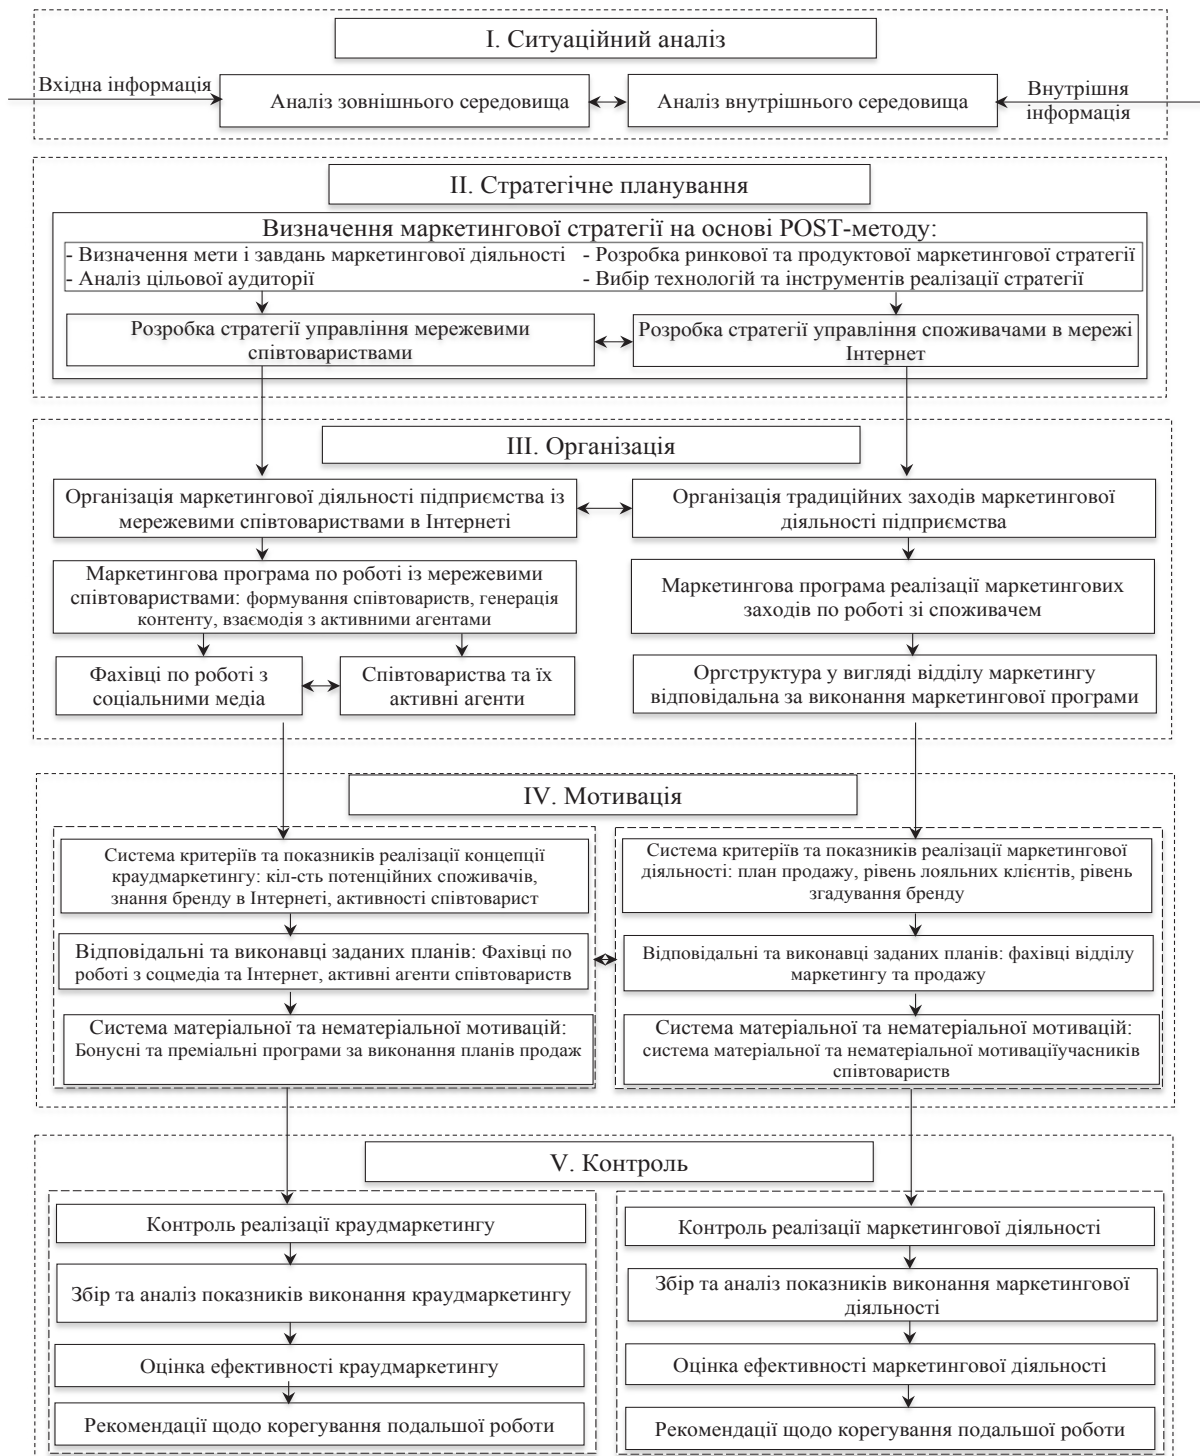 І. Ситуаційний аналіз
Вхідна інформація
Аналіз зовнішнього середовища
Аналіз внутрішнього середовища
Внутрішня
інформація
ІІ. Стратегічне планування
Визначення маркетингової стратегії на основі POST-методу:
- Визначення мети і завдань маркетингової діяльності
- Аналіз цільової аудиторії
- Розробка ринкової та продуктової маркетингової стратегії
- Вибір технологій та інструментів реалізації стратегії
Розробка стратегії управління мережевими
співтовариствами
Розробка стратегії управління споживачами в мережі
Інтернет
ІІІ. Організація
Організація маркетингової діяльності підприємства із
мережевими співтовариствами в Інтернеті
Організація традиційних заходів маркетингової
діяльності підприємства
Маркетингова програма по роботі із мережевими
співтовариствами: формування співтовариств, генерація
контенту, взаємодія з активними агентами
Маркетингова програма реалізації маркетингових
заходів по роботі зі споживачем
Фахівці по роботі з
соціальними медіа
Співтовариства та їх
активні агенти
Оргструктура у вигляді відділу маркетингу
відповідальна за виконання маркетингової програми
IV. Мотивація
Система критеріїв та показників реалізації концепції
краудмаркетингу: кіл-сть потенційних споживачів,
знання бренду в Інтернеті, активності співтоварист
Система критеріїв та показників реалізації маркетингової
діяльності: план продажу, рівень лояльних клієнтів, рівень
згадування бренду
Відповідальні та виконавці заданих планів: Фахівці по
роботі з соцмедіа та Інтернет, активні агенти співтовариств
Відповідальні та виконавці заданих планів: фахівці відділу
маркетингу та продажу
Система матеріальної та нематеріальної мотивацій:
Бонусні та преміальні програми за виконання планів продаж
Система матеріальної та нематеріальної мотивацій:
система матеріальної та нематеріальної мотиваціїучасників
співтовариств
V. Контроль
Контроль реалізації краудмаркетингу
Збір та аналіз показників виконання краудмаркетингу
Оцінка ефективності краудмаркетингу
Рекомендації щодо корегування подальшої роботи
Контроль реалізації маркетингової діяльності
Збір та аналіз показників виконання маркетингової
діяльності
Оцінка ефективності маркетингової діяльності
Рекомендації щодо корегування подальшої роботи